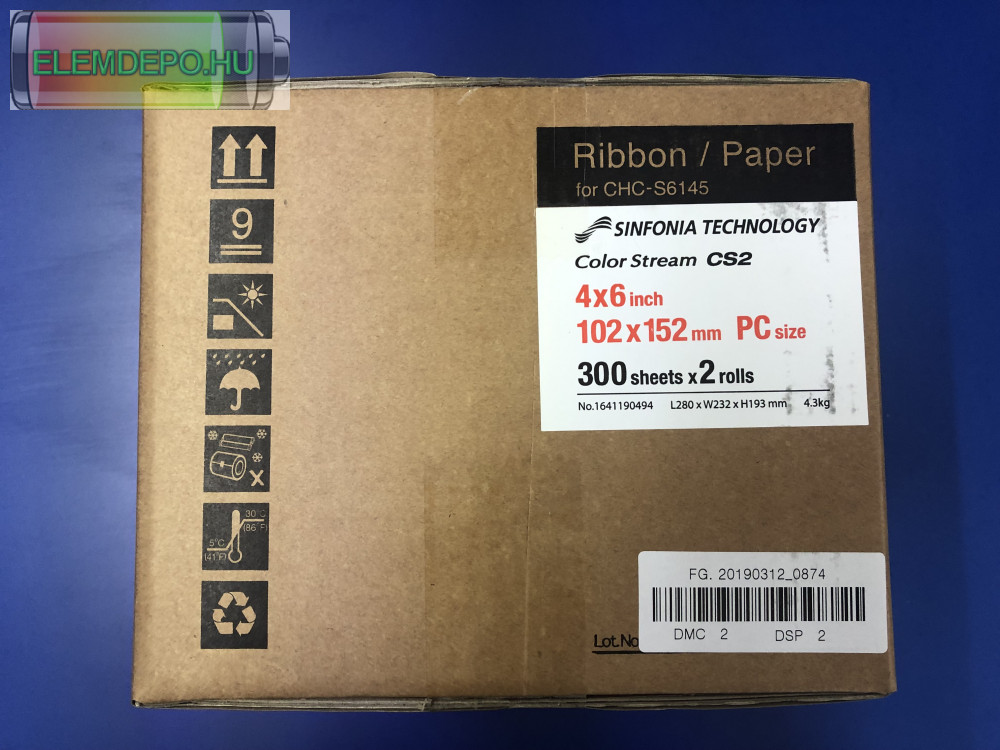 ELEMDEPO.HU
Ribbon / Paper
for CHC-S6145
SINFONIA TECHNOLOGY
Color Stream CS2
4x6 inch
102 x 152 mm PC size
300 sheets x 2 rolls
No.1641190494 L280 x W232 x H193 mm 4.3kg
9
X
30°C
(86°F)
5°C
(41°F)
FG. 20190312_0874
DMC 2 DSP 2
Lot.No